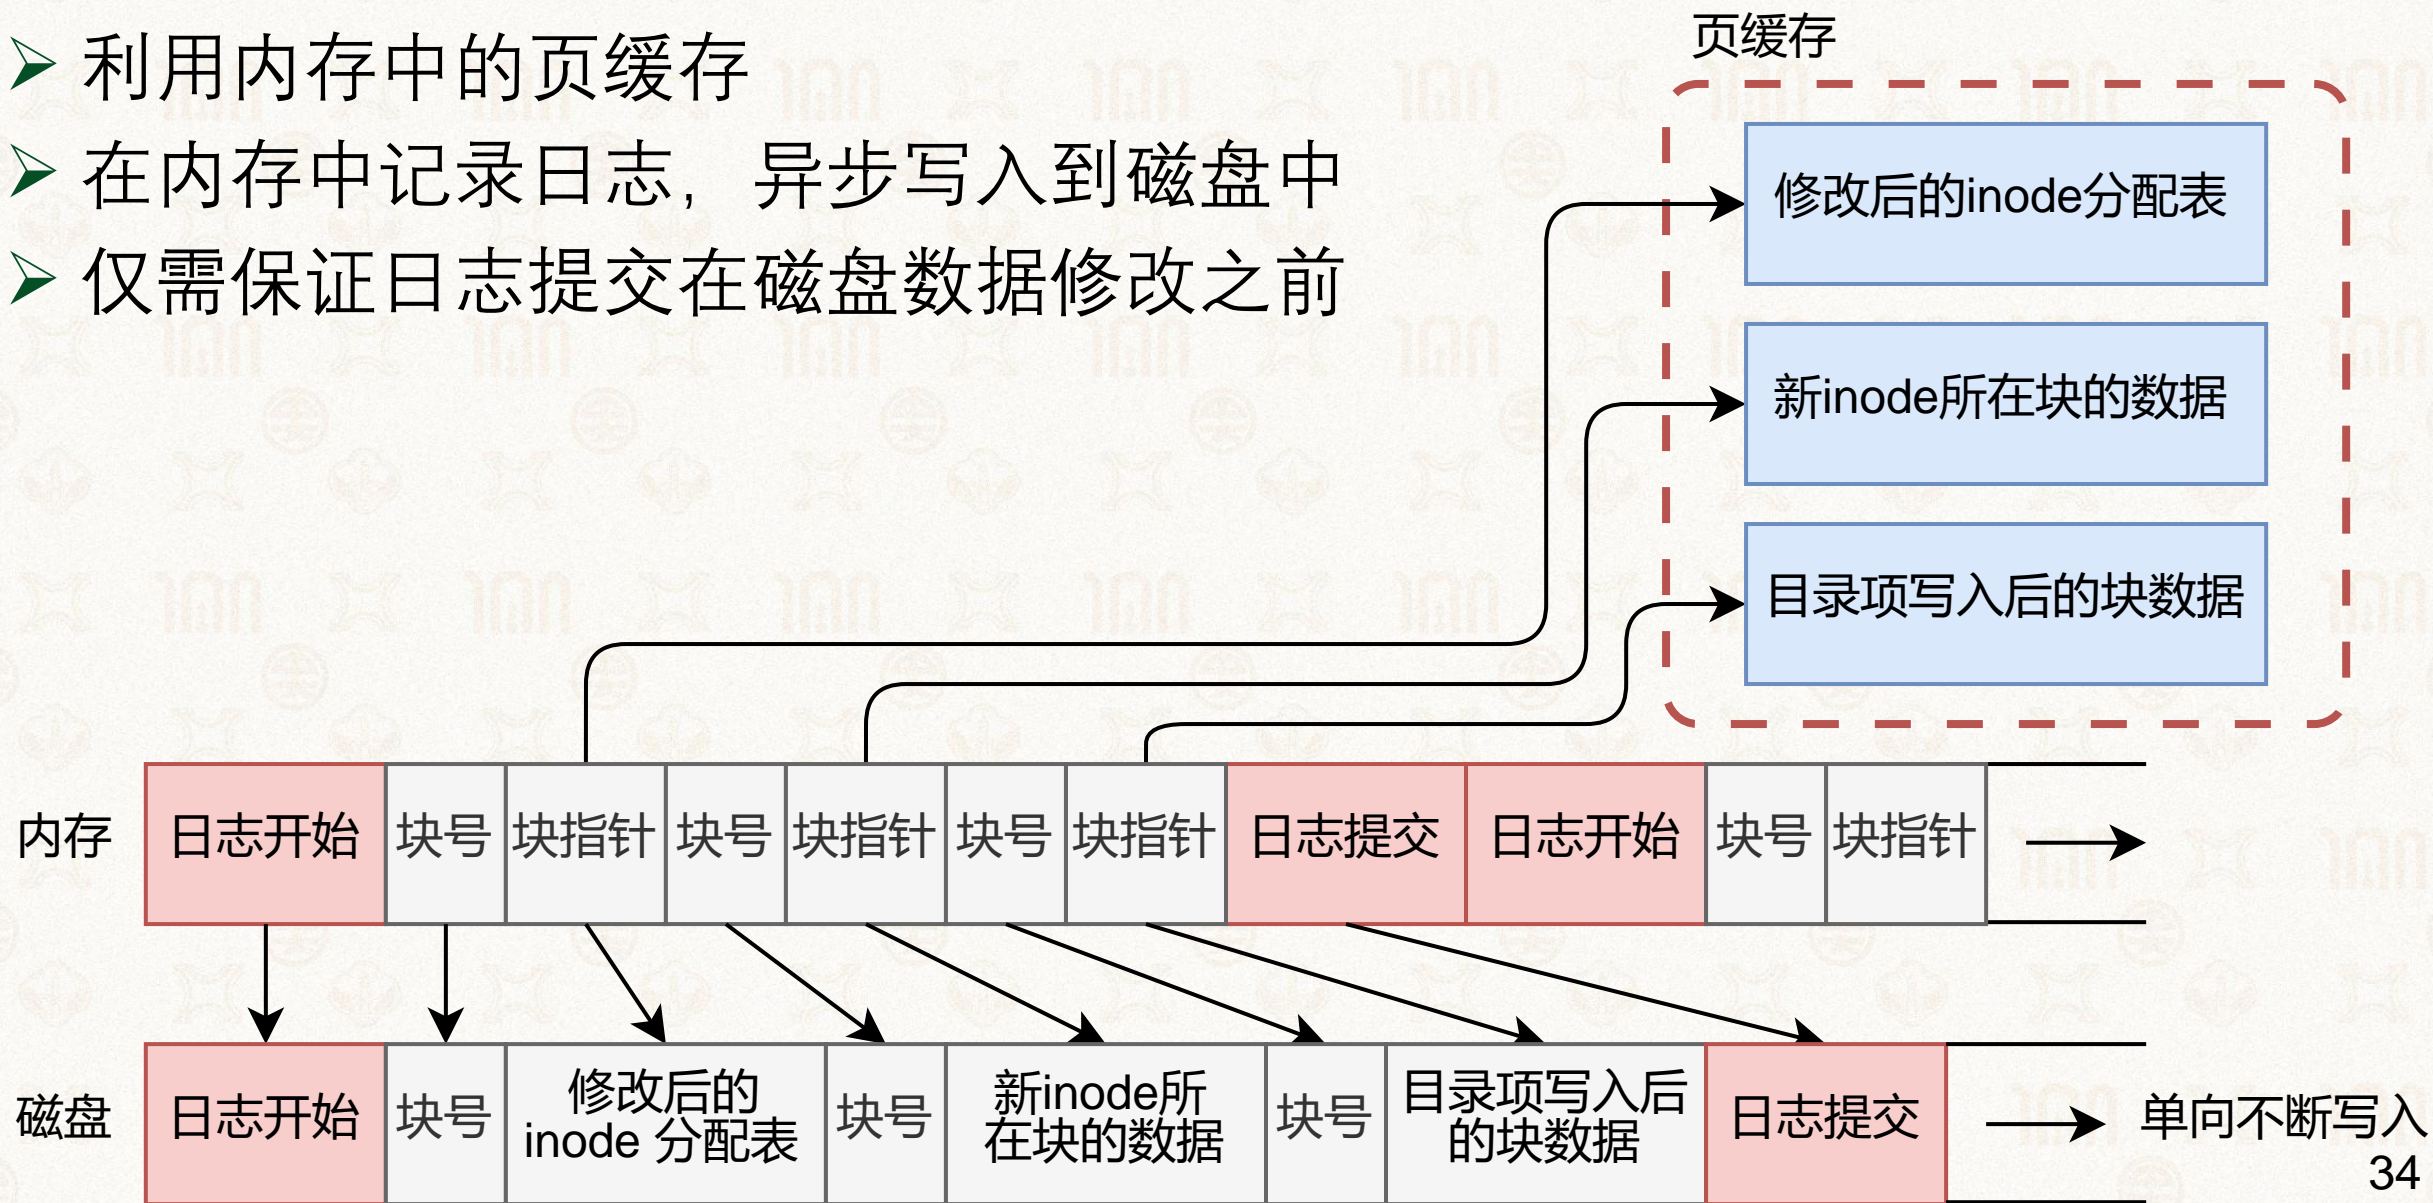 利用内存中的页缓存
在内存中记录日志，异步写入到磁盘中
仅需保证日志提交在磁盘数据修改之前
页缓存
修改后的inode分配表
新inode所在块的数据
目录项写入后的块数据
内存
日志开始
块号
块指针
块号
块指针
块号
块指针
日志提交
日志开始
块号
块指针
磁盘
日志开始
块号
修改后的
inode 分配表
块号
新inode所
在块的数据
块号
目录项写入后
的块数据
日志提交
单向不断写入
34